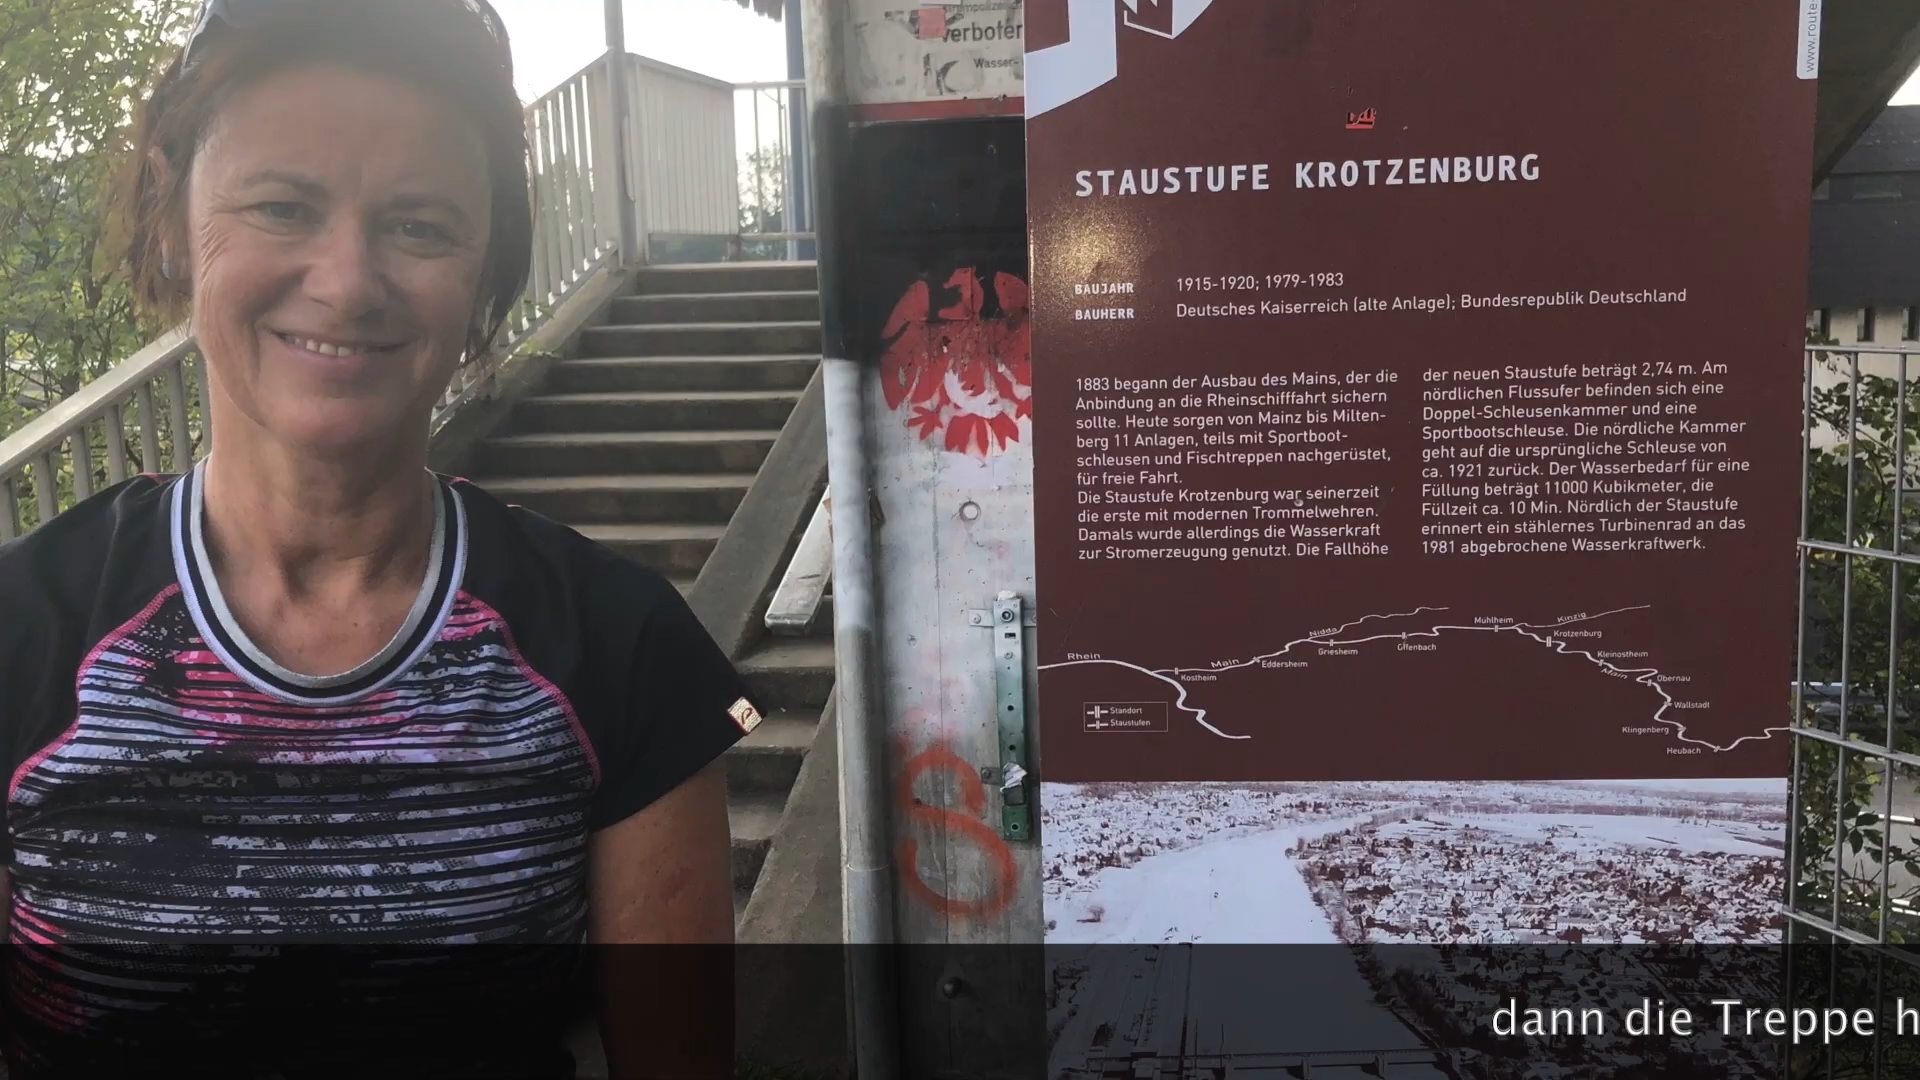 verboten
Wasser-
www.route-
STAUSTUFE KROTZENBURG
BAUJAHR 1915-1920; 1979-1983
BAUHERR Deutsches Kaiserreich (alte Anlage); Bundesrepublik Deutschland
1883 begann der Ausbau des Mains, der die
Anbindung an die Rheinschifffahrt sichern
sollte. Heute sorgen von Mainz bis Milten-
berg 11 Anlagen, teils mit Sportboot-
schleusen und Fischtreppen nachgerüstet,
für freie Fahrt.
Die Staustufe Krotzenburg war seinerzeit
die erste mit modernen Trommelwehren.
Damals wurde allerdings die Wasserkraft
zur Stromerzeugung genutzt. Die Fallhöhe
der neuen Staustufe beträgt 2,74 m. Am
nördlichen Flussufer befinden sich eine
Doppel-Schleusenkammer und eine
Sportbootschleuse. Die nördliche Kammer
geht auf die ursprüngliche Schleuse von
ca. 1921 zurück. Der Wasserbedarf für eine
Füllung beträgt 11000 Kubikmeter, die
Füllzeit ca. 10 Min. Nördlich der Staustufe
erinnert ein stählernes Turbinenrad an das
1981 abgebrochene Wasserkraftwerk.
Rhein
Kostheim
Main
Eddersheim
Nidda
Griesheim
Offenbach
Mühlheim
Kinzig
Krotzenburg
Kleinostheim
Main
Obernau
Wallstadt
Klingenberg
Heubach
Standort
Staustufen
dann die Treppe h